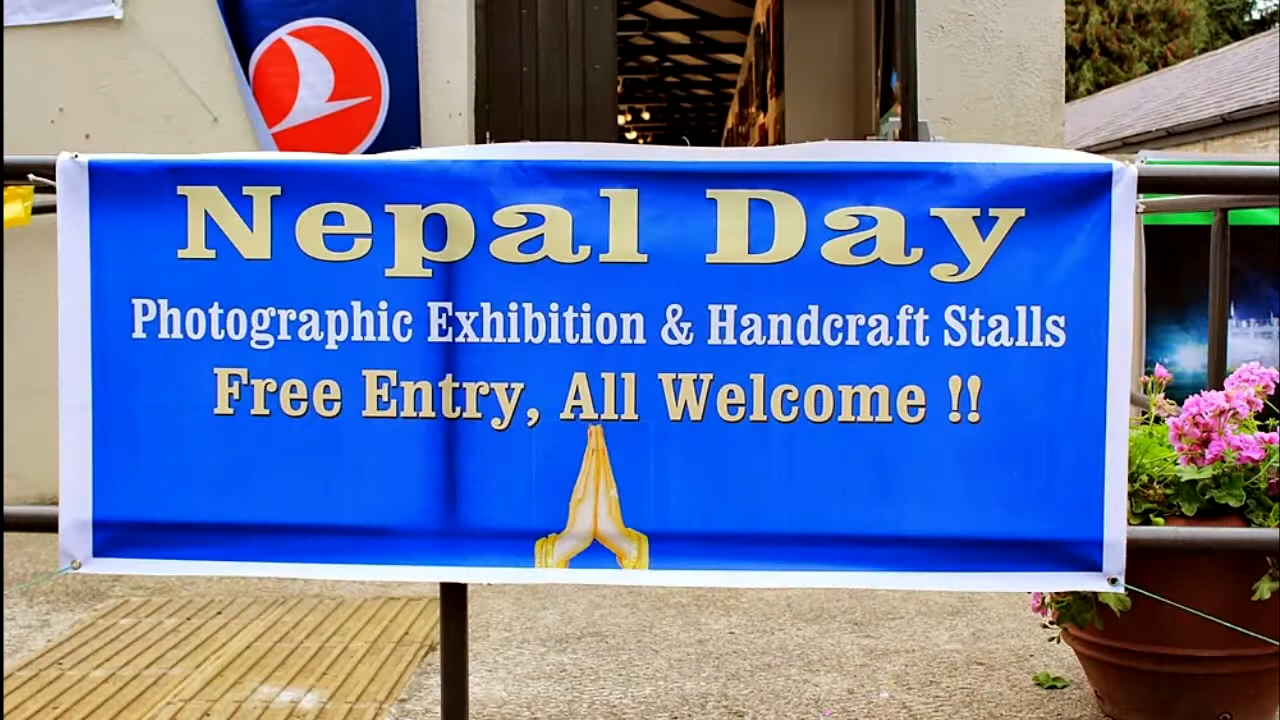 Nepal Day
Photographic Exhibition & Handcraft Stalls
Free Entry, All Welcome !!